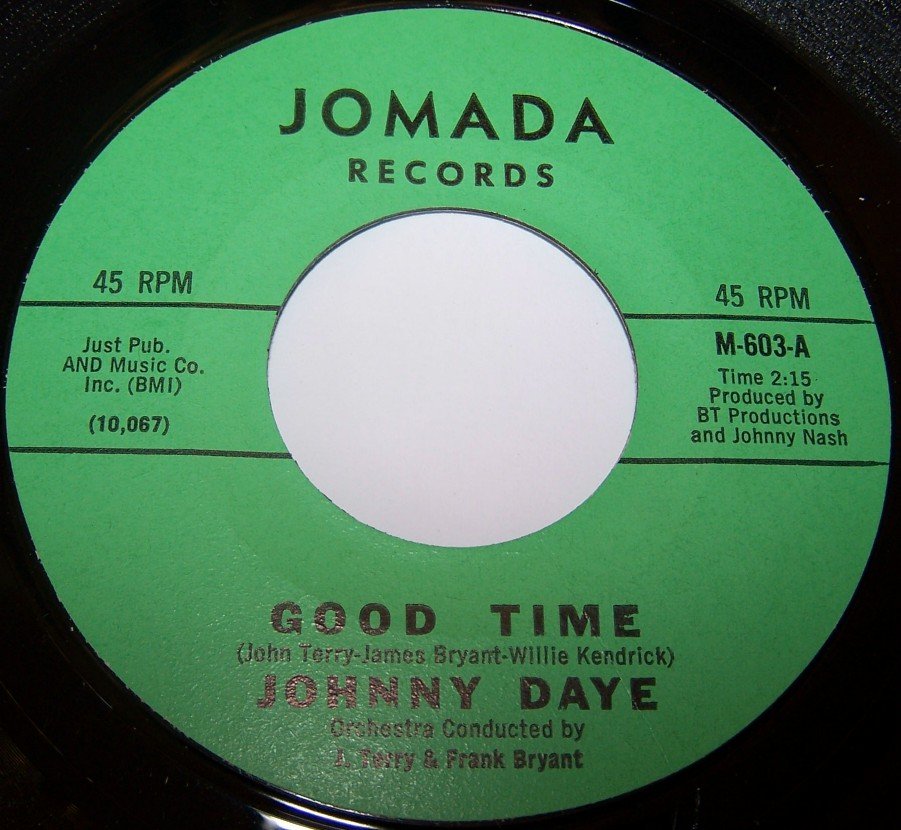 JOMADA
RECORDS
45 RPM
Just Pub.
AND Music Co.
Inc. (BMI)
(10,067)
45 RPM
M-603-A
Time 2:15
Produced by
BT Productions
and Johnny Nash
GOOD TIME
(John Terry-James Bryant-Willie Kendrick)
JOHNNY DAYE
Orchestra Conducted by
J. Terry & Frank Bryant